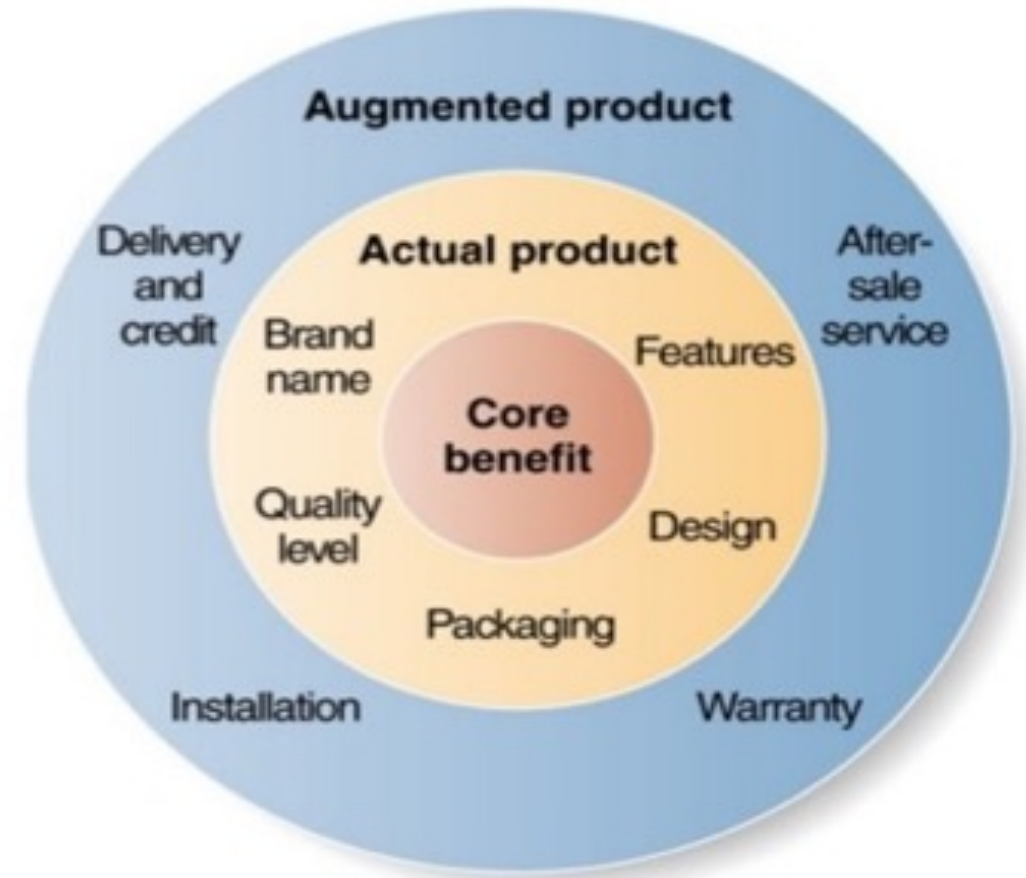 Augmented product
Delivery
and
credit
After-
sale
service
Actual product
Brand
name
Features
Core
benefit
Quality
level
Design
Packaging
Installation
Warranty